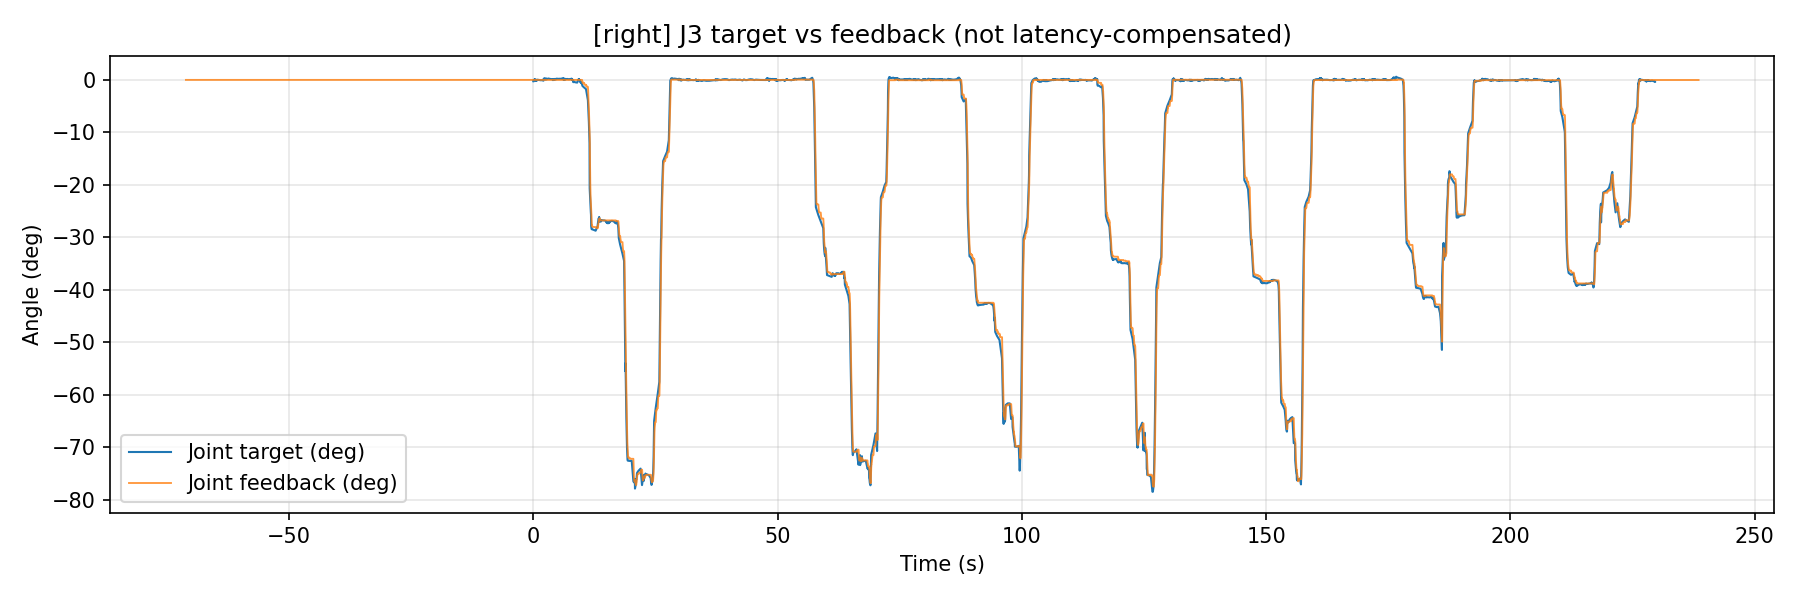 [right] J3 target vs feedback (not latency-compensated)
Angle (deg)
0
−10
−20
−30
−40
−50
−60
−70
−80
Joint target (deg)
Joint feedback (deg)
−50 0 50 100 150 200 250
Time (s)